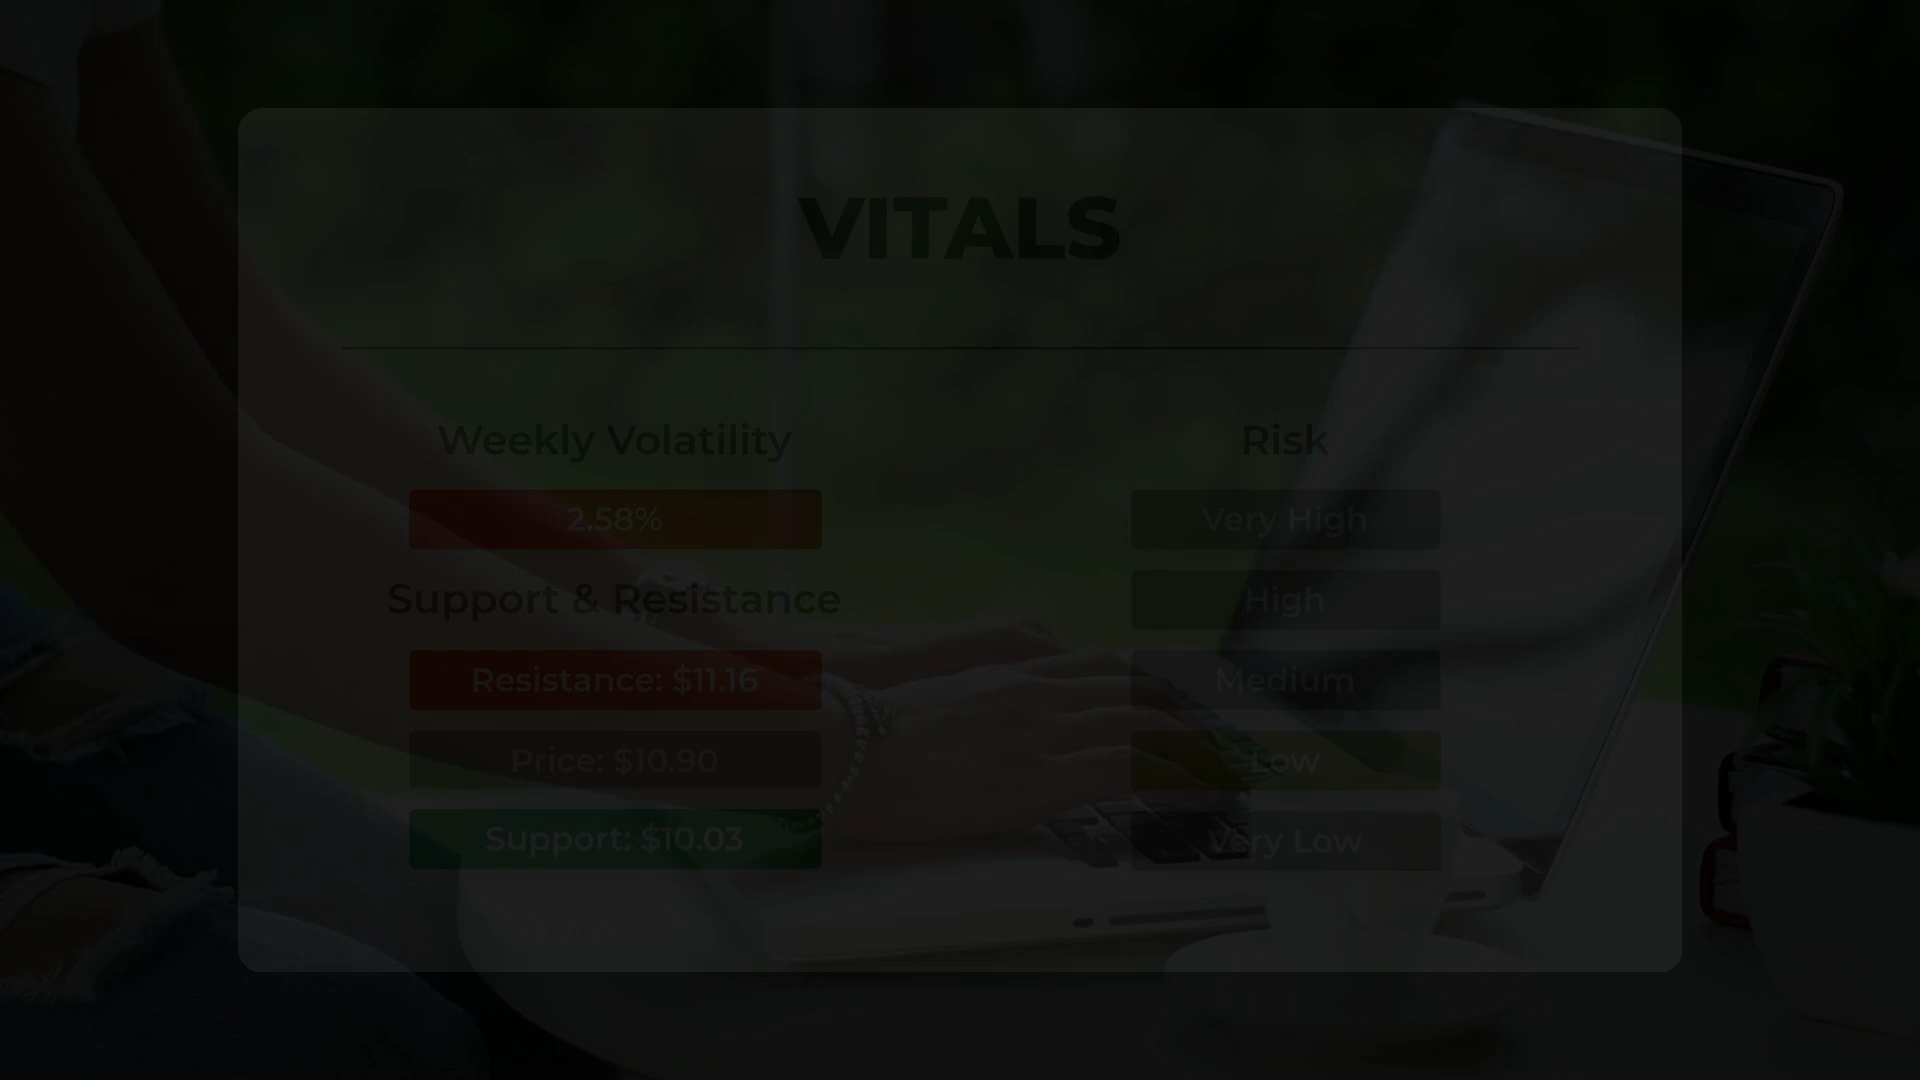 VITALS
Weekly Volatility
2.58%
Support & Resistance
Resistance: $11.16
Price: $10.90
Support: $10.03
Risk
Very High
High
Medium
Low
Very Low